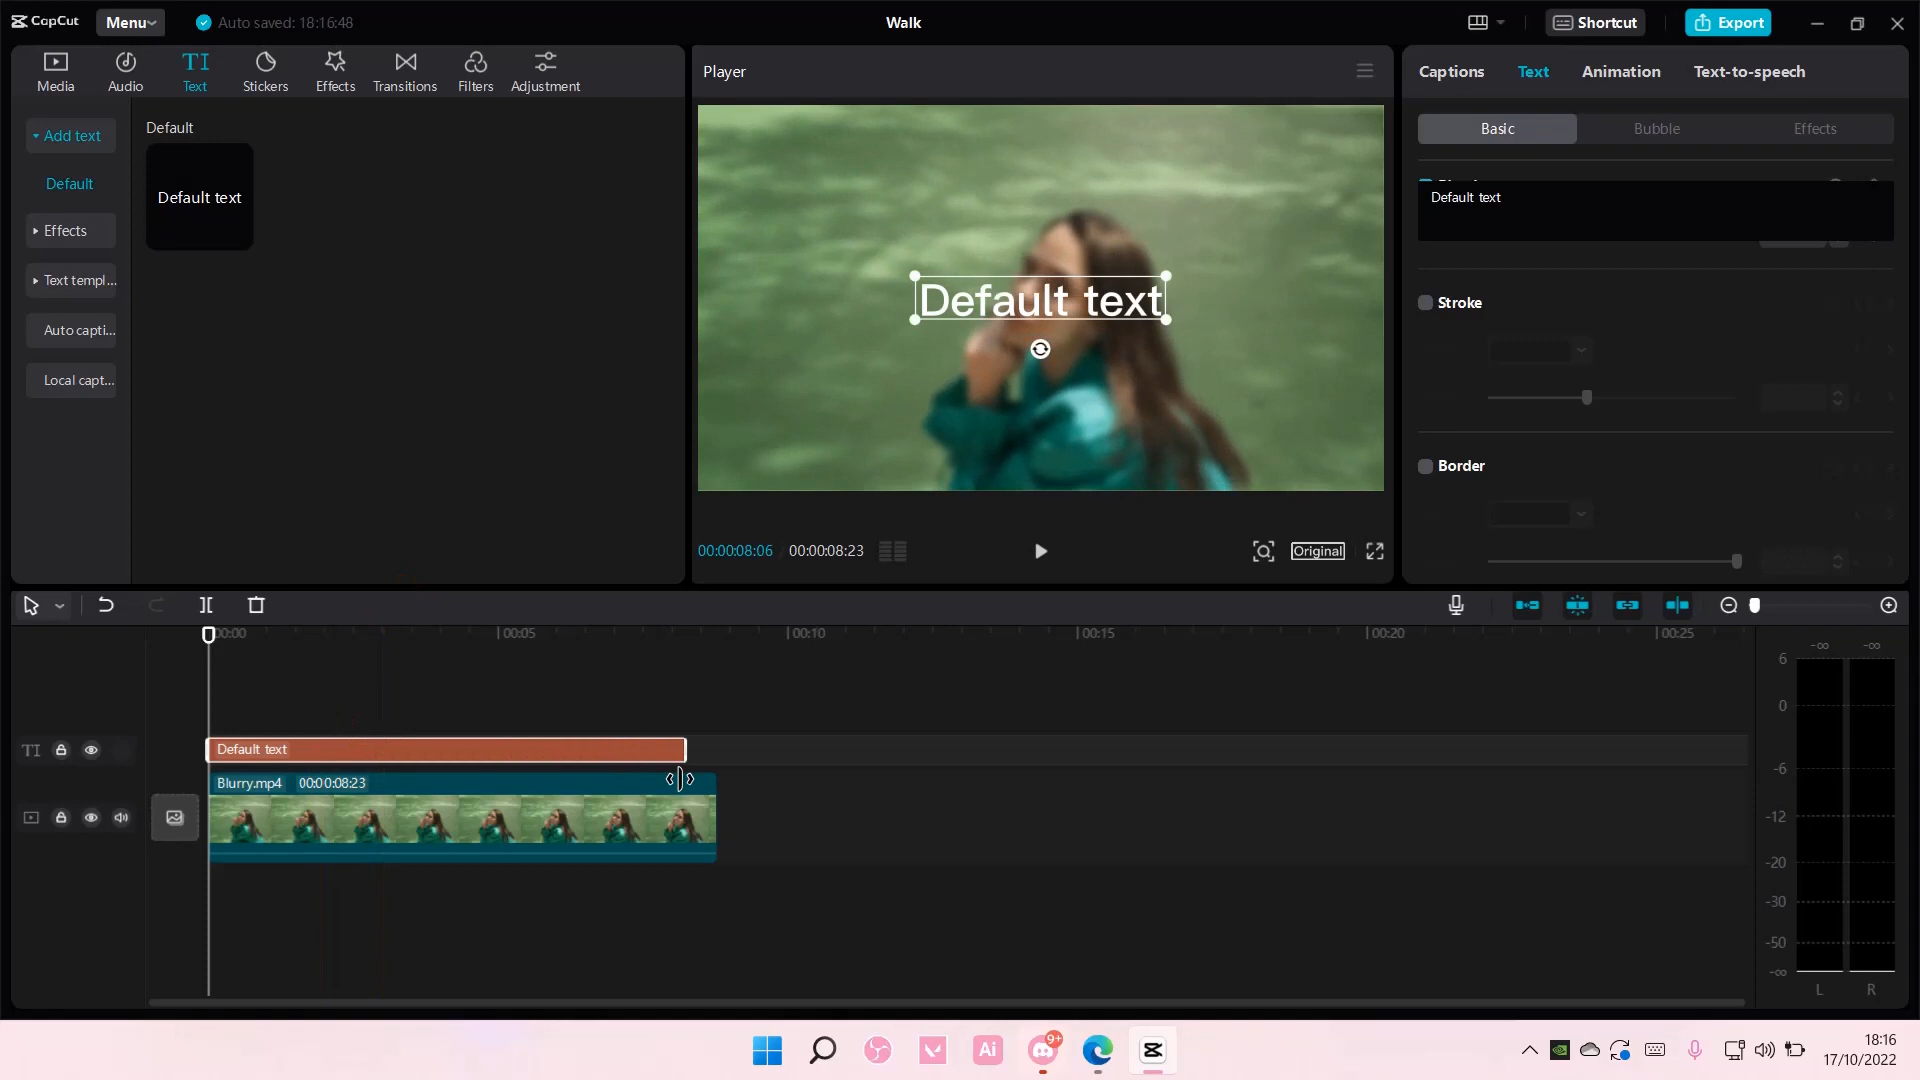 CapCut
Menu
Auto saved: 18:16:48
Walk
Shortcut
Export
Media
Audio
TI
Text
Stickers
Effects
Transitions
Filters
Adjustment
Add text
Default
Effects
Text templ...
Auto capti...
Local capt...
Default
Default text
Player
Default text
00:00:08:06
00:00:08:23
Original
Captions
Text
Animation
Text-to-speech
Basic
Bubble
Effects
Default text
Stroke
Border
00:00
00:05
00:10
00:15
00:20
00:25
TI
Default text
Blurry.mp4
00:00:08:23
-∞
-∞
6
0
-6
-12
-20
-30
-50
-∞
L
R
Ai
9+
18:16
17/10/2022